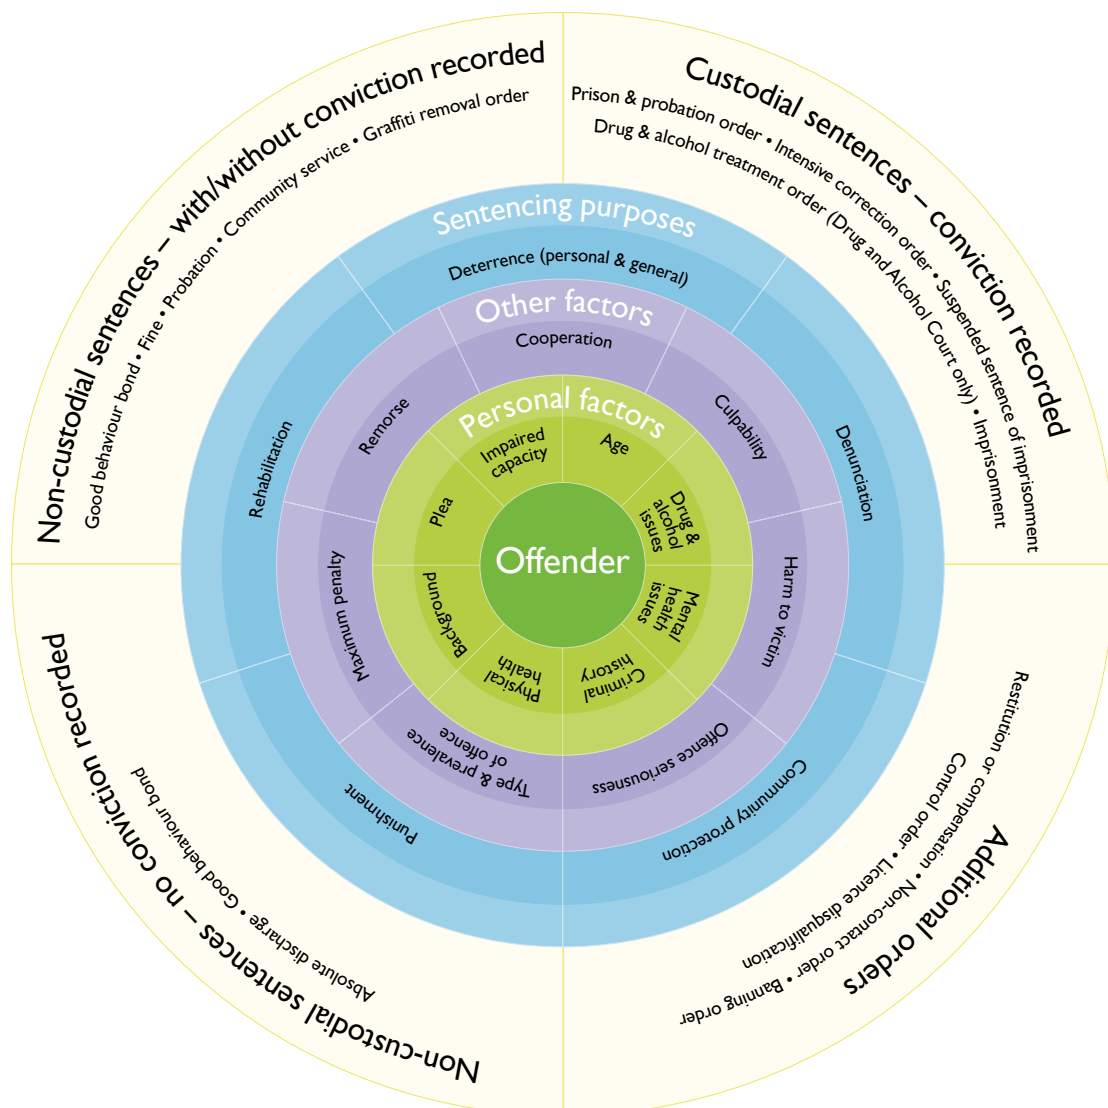 Non-custodial sentences – with/without conviction recorded
Good behaviour bond • Fine • Probation • Community service • Graffiti removal order
Custodial sentences – conviction recorded
Prison & probation order • Intensive correction order • Suspended sentence of imprisonment
Drug & alcohol treatment order (Drug and Alcohol Court only) • Imprisonment
Additional orders
Restitution or compensation • Non-contact order • Banning order
Control order • Licence disqualification
Non-custodial sentences – no conviction recorded
Absolute discharge • Good behaviour bond
Sentencing purposes
Deterrence (personal & general)
Denunciation
Community protection
Punishment
Rehabilitation
Other factors
Cooperation
Culpability
Harm to victim
Offence seriousness
Type & prevalence
of offence
Maximum penalty
Remorse
Personal factors
Age
Drug &
alcohol
issues
Mental
health
issues
Criminal
history
Physical
health
Background
Plea
Impaired
capacity
Offender